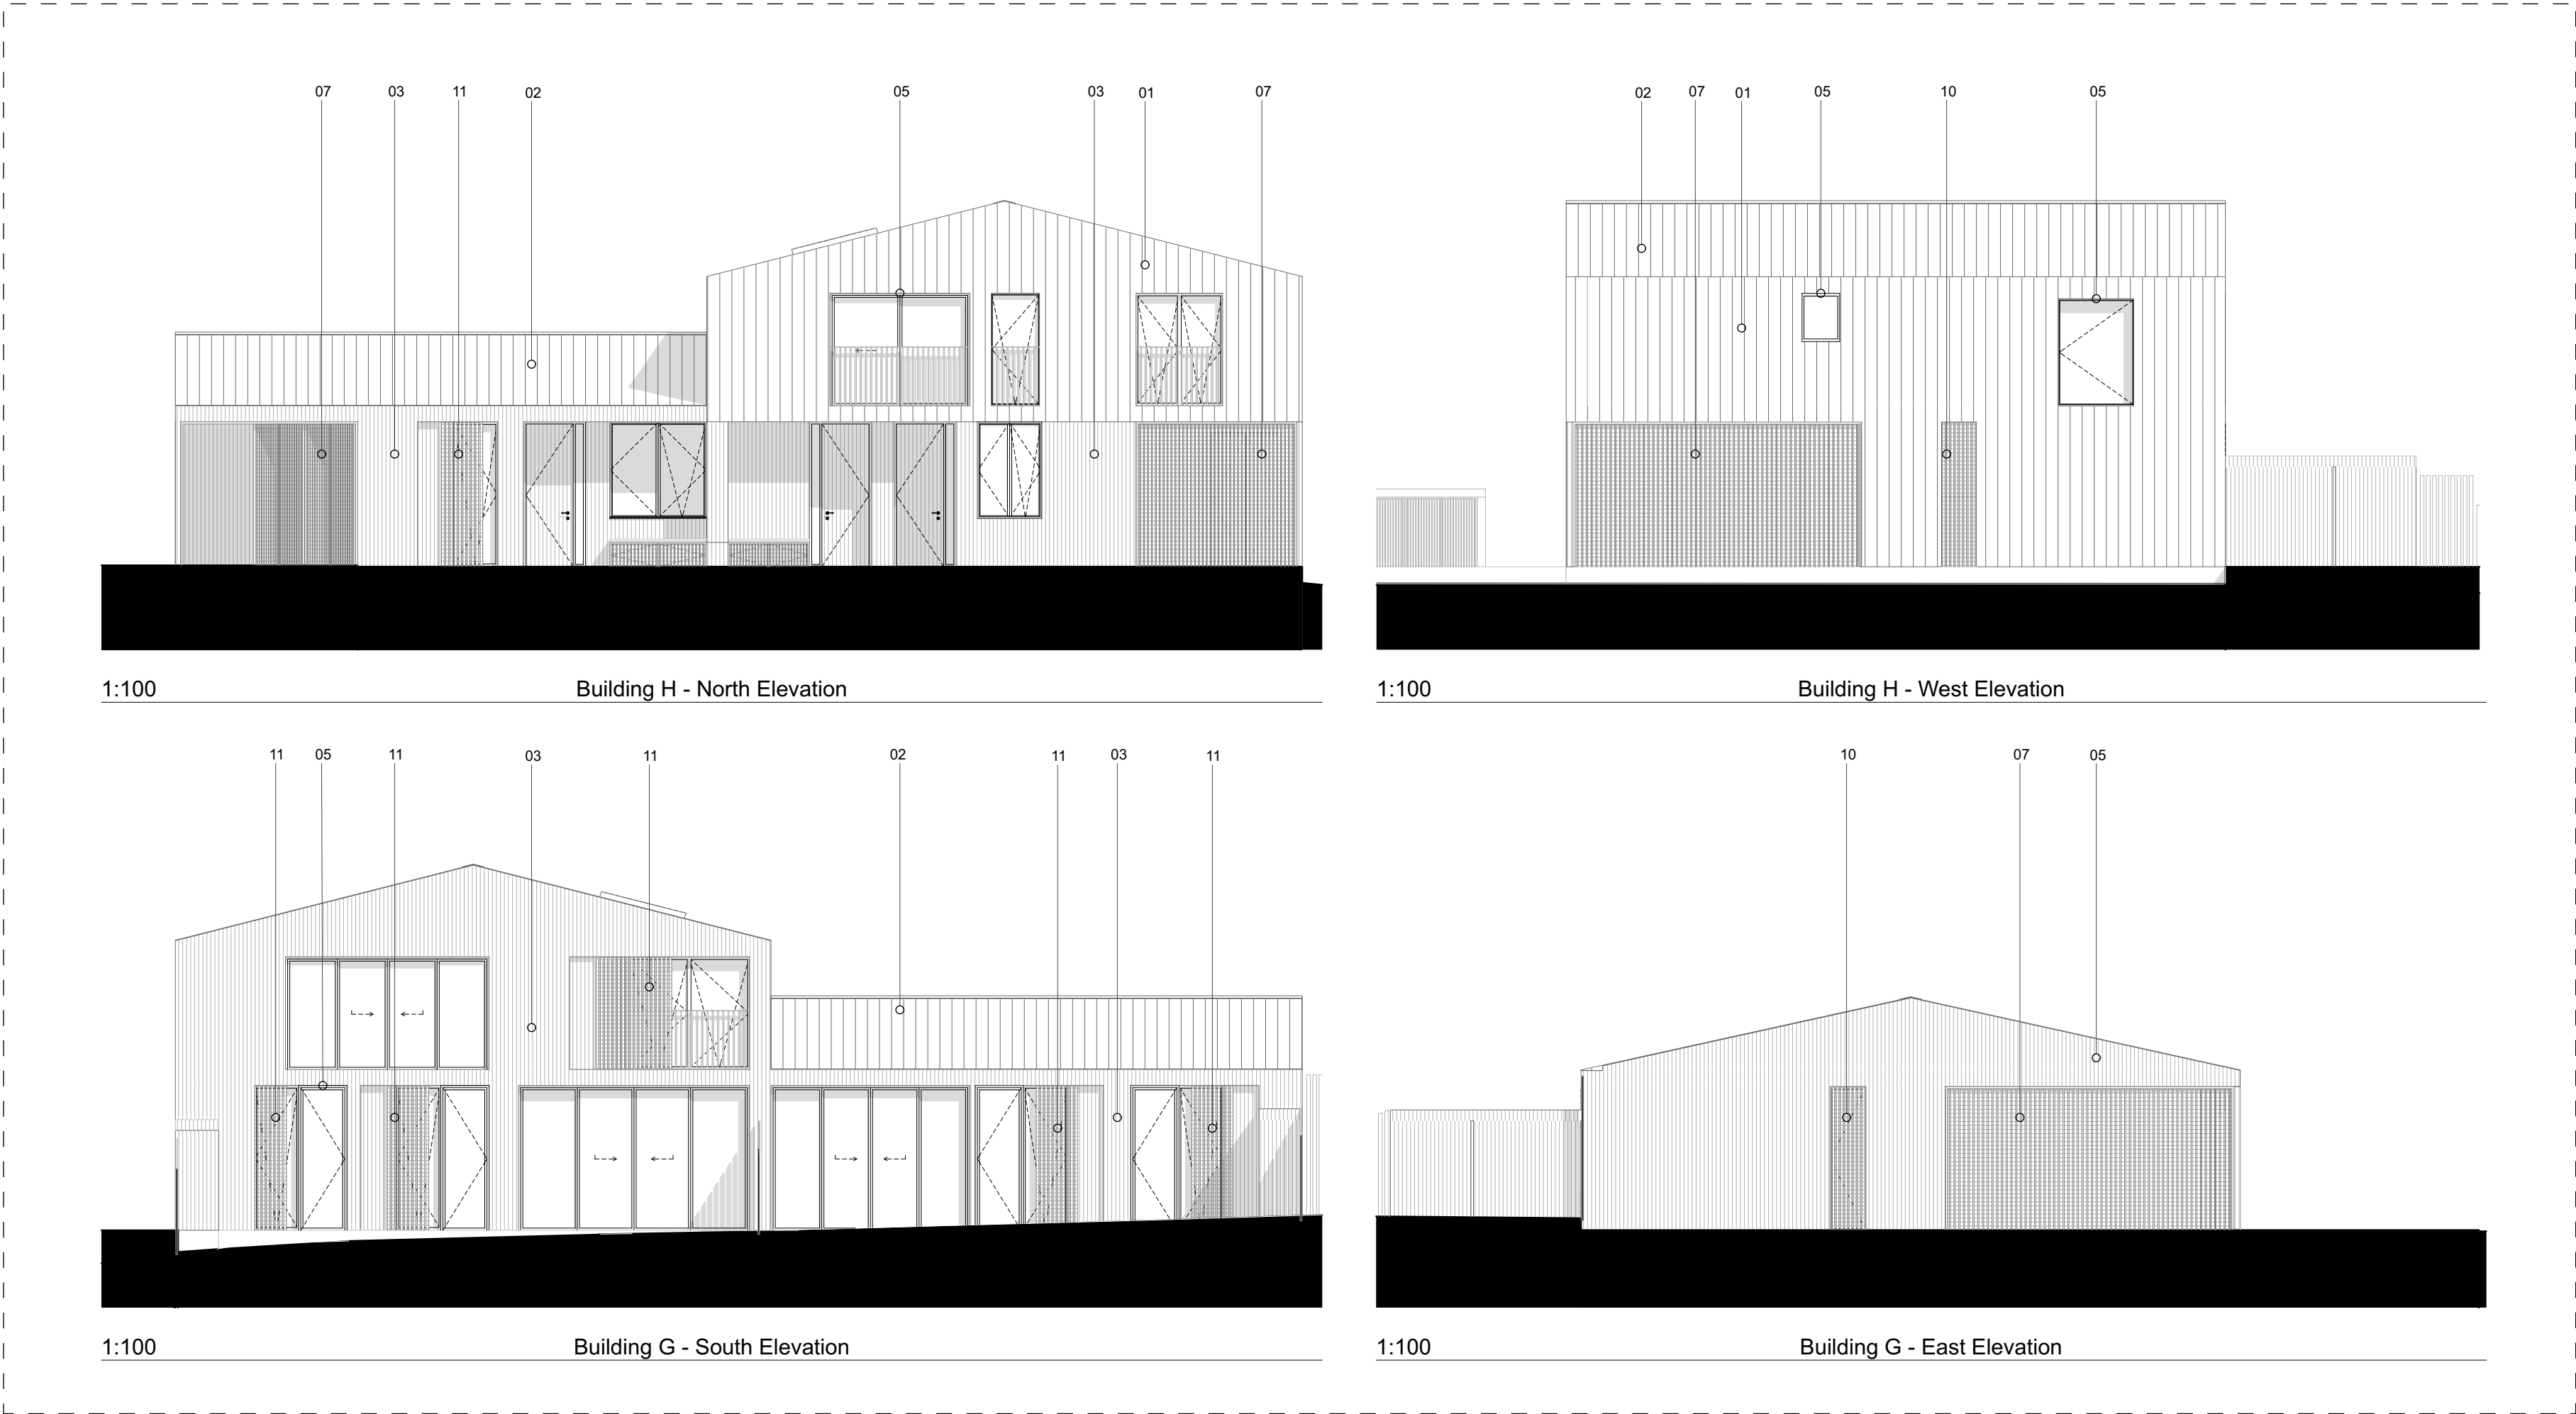 07 03 11 02 05 03 01 07
02 07 01 05 10 05
1:100 Building H - North Elevation
1:100 Building H - West Elevation
11 05 11 03 11 02 11 03 11
10 07 05
1:100 Building G - South Elevation
1:100 Building G - East Elevation